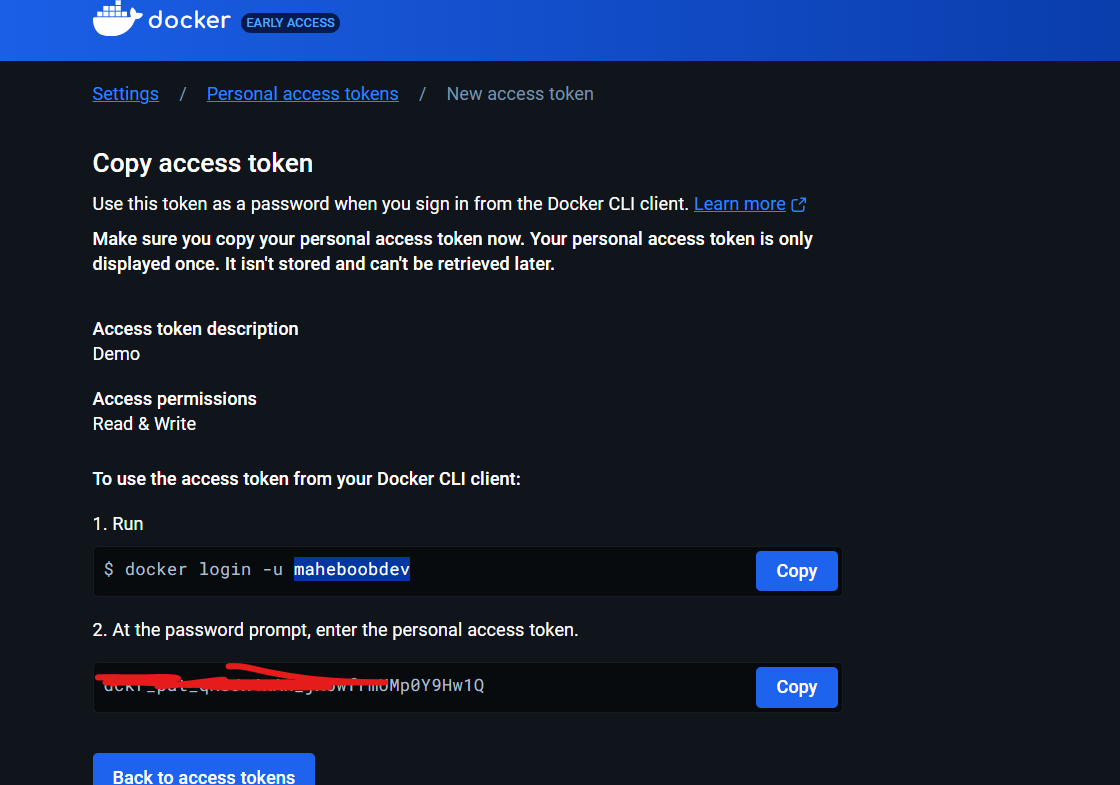 docker EARLY ACCESS
Settings / Personal access tokens / New access token
Copy access token
Use this token as a password when you sign in from the Docker CLI client. Learn more
Make sure you copy your personal access token now. Your personal access token is only
displayed once. It isn't stored and can't be retrieved later.
Access token description
Demo
Access permissions
Read & Write
To use the access token from your Docker CLI client:
1. Run
$ docker login -u maheboobdev Copy
2. At the password prompt, enter the personal access token.
Copy
Back to access tokens